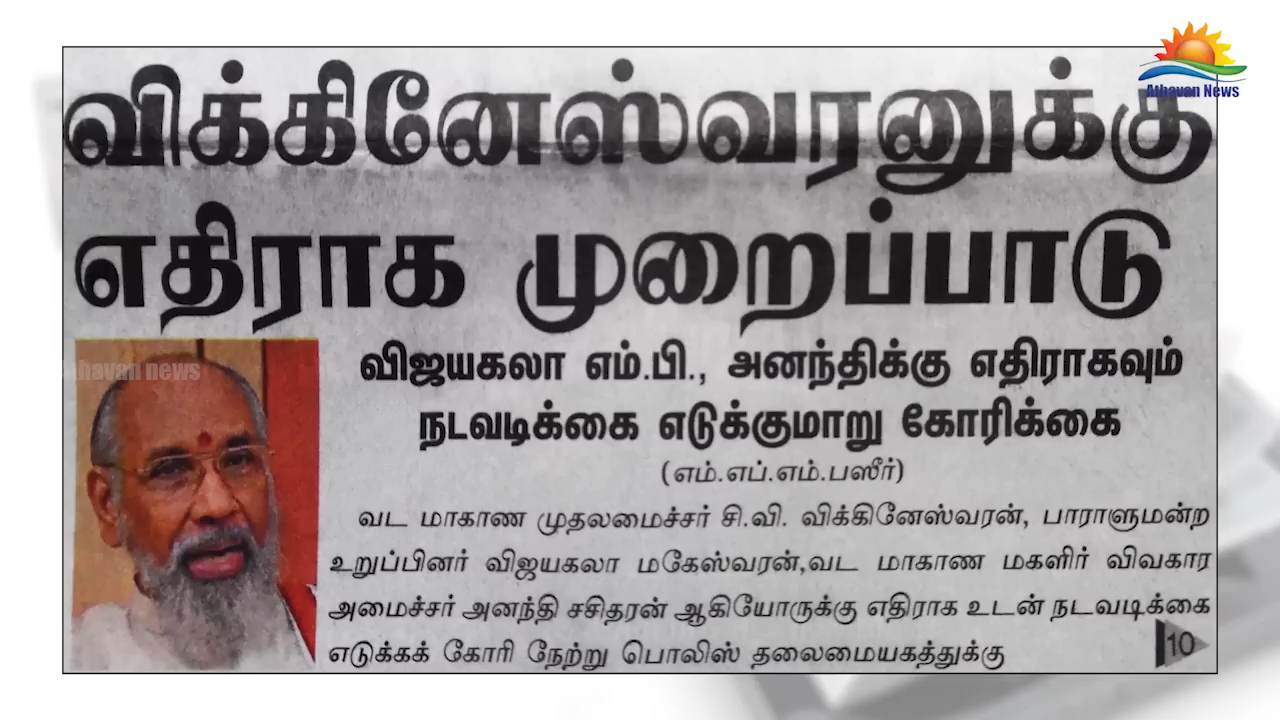 Athavan News
விக்கினேஸ்வரனுக்கு
எதிராக முறைப்பாடு
விஜயகலா எம்.பி., அனந்திக்கு எதிராகவும்
நடவடிக்கை எடுக்குமாறு கோரிக்கை
(எம்.எப்.எம்.பஸீர்)
வட மாகாண முதலமைச்சர் சி.வி. விக்கினேஸ்வரன், பாராளுமன்ற
உறுப்பினர் விஜயகலா மகேஸ்வரன்,வட மாகாண மகளிர் விவகார
அமைச்சர் அனந்தி சசிதரன் ஆகியோருக்கு எதிராக உடன் நடவடிக்கை
எடுக்கக் கோரி நேற்று பொலிஸ் தலைமையகத்துக்கு
10
Athavan news